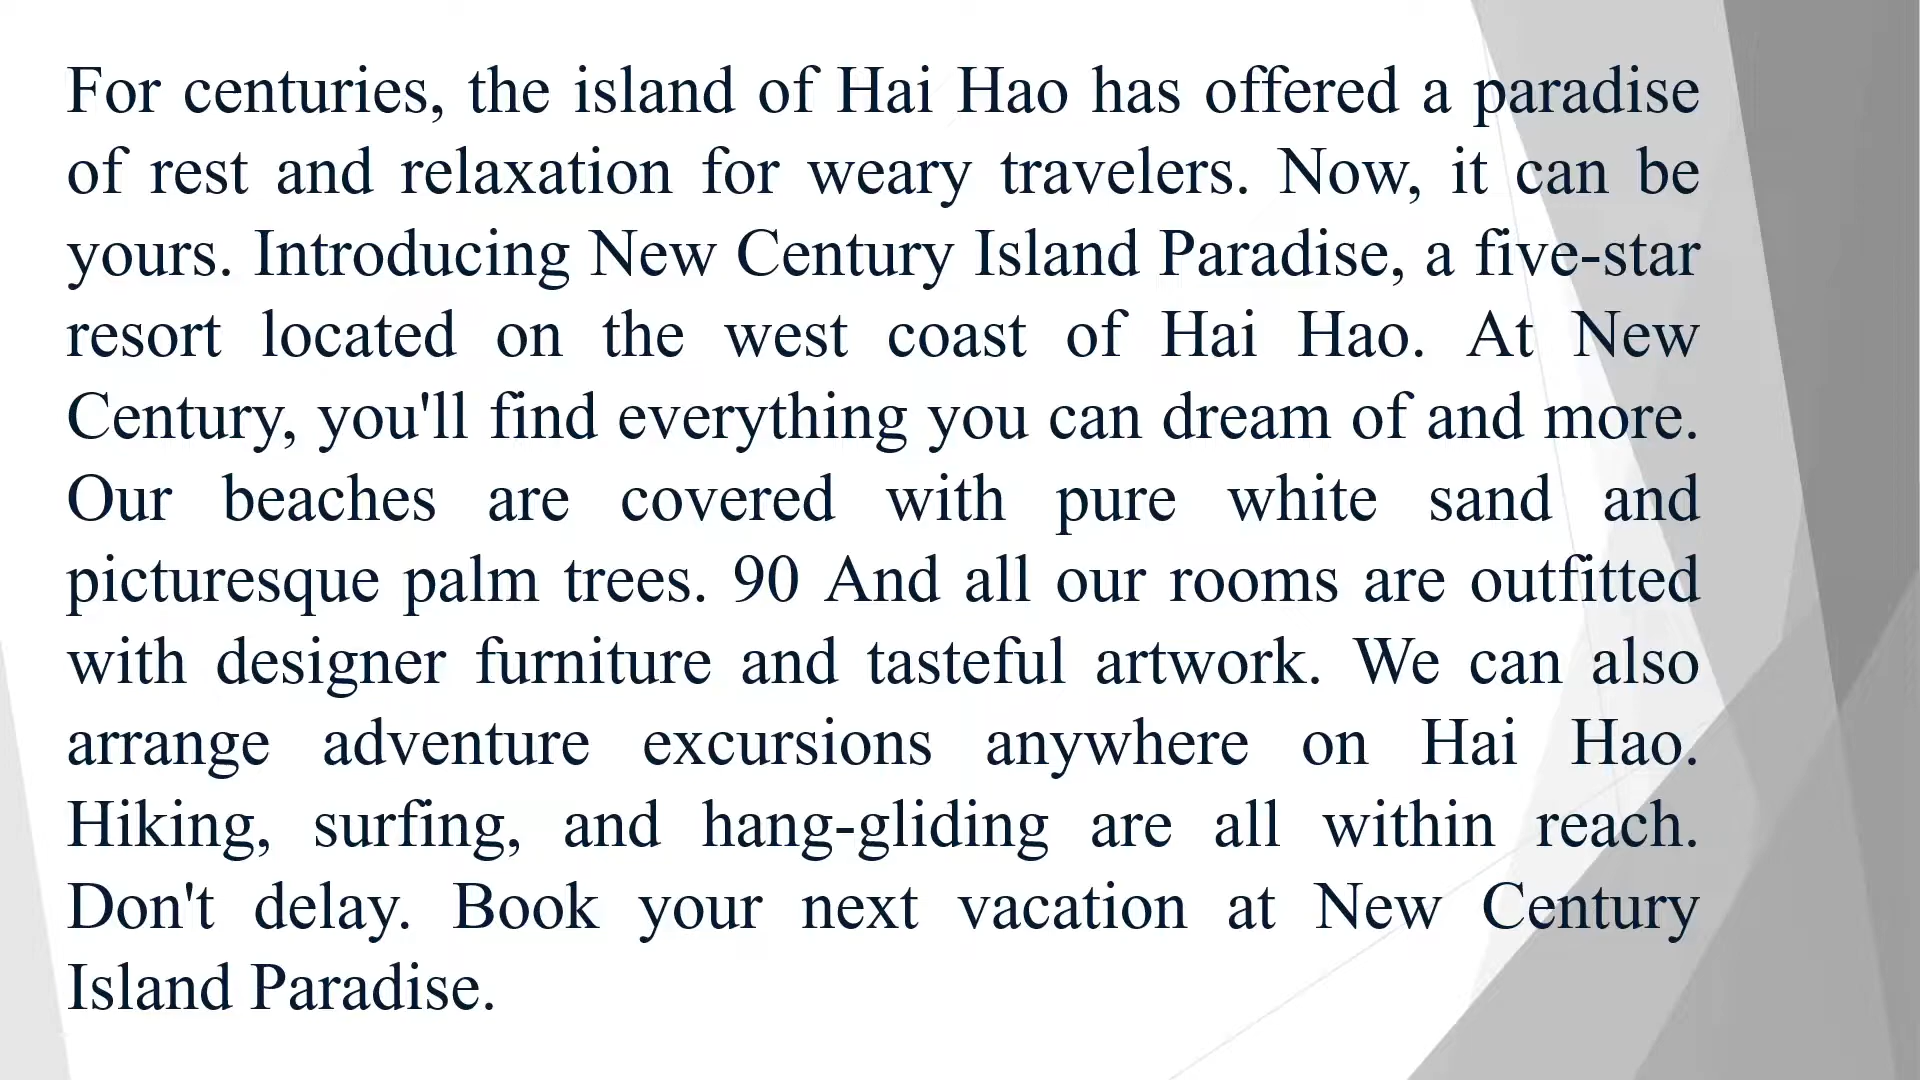 For centuries, the island of Hai Hao has offered a paradise
of rest and relaxation for weary travelers. Now, it can be
yours. Introducing New Century Island Paradise, a five-star
resort located on the west coast of Hai Hao. At New
Century, you'll find everything you can dream of and more.
Our beaches are covered with pure white sand and
picturesque palm trees. 90 And all our rooms are outfitted
with designer furniture and tasteful artwork. We can also
arrange adventure excursions anywhere on Hai Hao.
Hiking, surfing, and hang-gliding are all within reach.
Don't delay. Book your next vacation at New Century
Island Paradise.